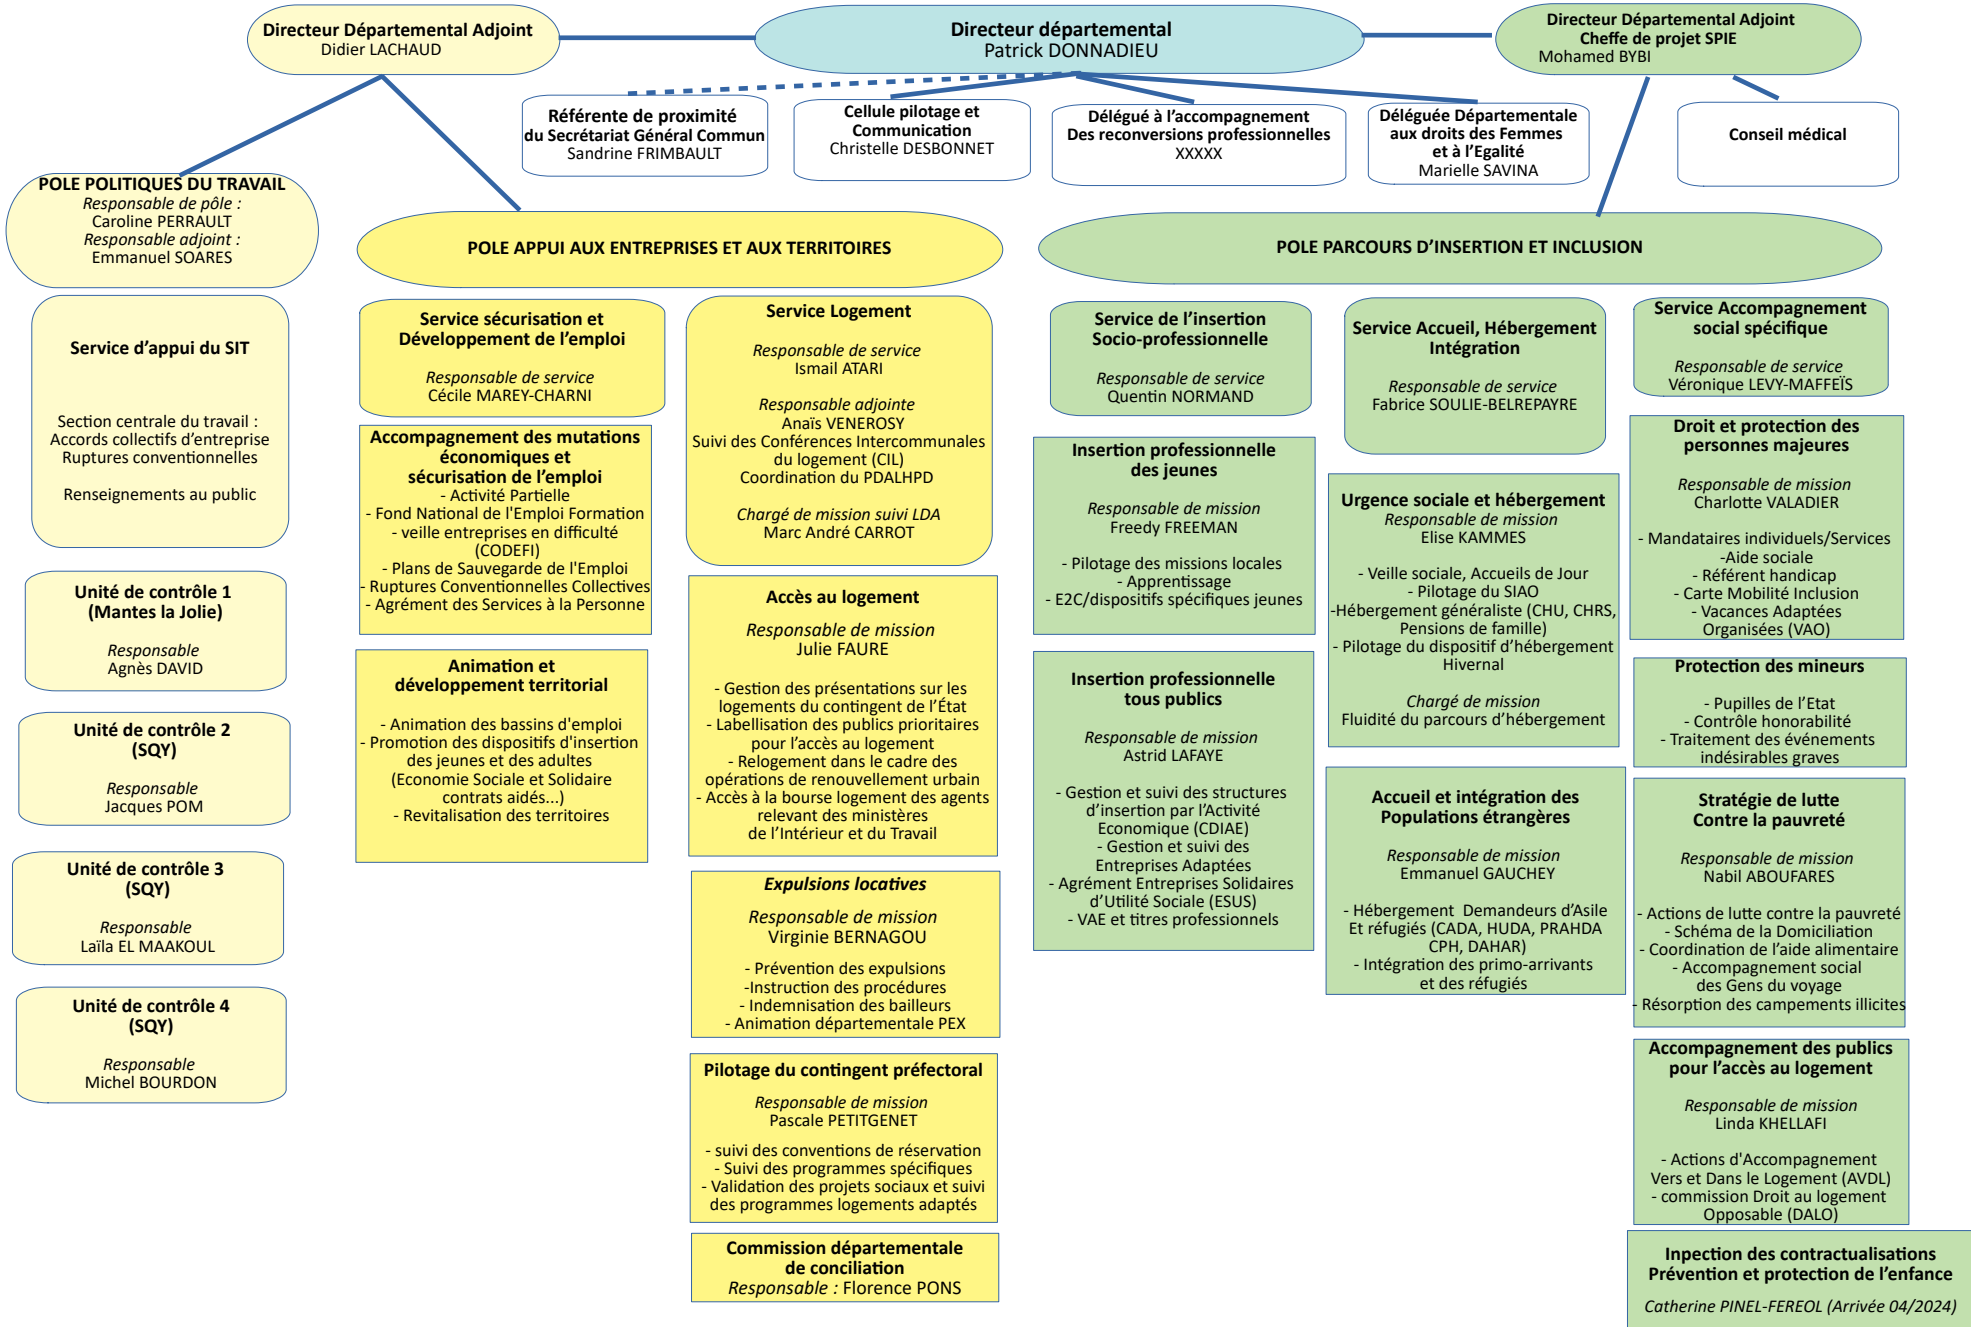 Directeur Départemental Adjoint
Didier LACHAUD
Directeur départemental
Patrick DONNADIEU
Directeur Départemental Adjoint
Cheffe de projet SPIE
Mohamed BYBI
Référente de proximité
du Secrétariat Général Commun
Sandrine FRIMBAULT
Cellule pilotage et
Communication
Christelle DESBONNET
Délégué à l'accompagnement
Des reconversions professionnelles
XXXXX
Déléguée Départementale
aux droits des Femmes
et à l'Egalité
Marielle SAVINA
Conseil médical
POLE POLITIQUES DU TRAVAIL
Responsable de pôle :
Caroline PERRAULT
Responsable adjoint :
Emmanuel SOARES
Service d'appui du SIT
Section centrale du travail :
Accords collectifs d'entreprise
Ruptures conventionnelles
Renseignements au public
Unité de contrôle 1
(Mantes la Jolie)
Responsable
Agnès DAVID
Unité de contrôle 2
(SQY)
Responsable
Jacques POM
Unité de contrôle 3
(SQY)
Responsable
Laïla EL MAAKOUL
Unité de contrôle 4
(SQY)
Responsable
Michel BOURDON
POLE APPUI AUX ENTREPRISES ET AUX TERRITOIRES
Service sécurisation et
Développement de l'emploi
Responsable de service
Cécile MAREY-CHARNI
Accompagnement des mutations
économiques et
sécurisation de l'emploi
- Activité Partielle
- Fond National de l'Emploi Formation
- veille entreprises en difficulté
(CODEFI)
- Plans de Sauvegarde de l'Emploi
- Ruptures Conventionnelles Collectives
- Agrément des Services à la Personne
Animation et
développement territorial
- Animation des bassins d'emploi
- Promotion des dispositifs d'insertion
des jeunes et des adultes
(Economie Sociale et Solidaire
contrats aidés...)
- Revitalisation des territoires
Service Logement
Responsable de service
Ismail ATARI
Responsable adjointe
Anaïs VENEROSY
Suivi des Conférences Intercommunales
du logement (CIL)
Coordination du PDALHPD
Chargé de mission suivi LDA
Marc André CARROT
Accès au logement
Responsable de mission
Julie FAURE
- Gestion des présentations sur les
logements du contingent de l'État
- Labellisation des publics prioritaires
pour l'accès au logement
- Relogement dans le cadre des
opérations de renouvellement urbain
- Accès à la bourse logement des agents
relevant des ministères
de l'Intérieur et du Travail
Expulsions locatives
Responsable de mission
Virginie BERNAGOU
- Prévention des expulsions
-Instruction des procédures
- Indemnisation des bailleurs
- Animation départementale PEX
Pilotage du contingent préfectoral
Responsable de mission
Pascale PETITGENET
- suivi des conventions de réservation
- Suivi des programmes spécifiques
- Validation des projets sociaux et suivi
des programmes logements adaptés
Commission départementale
de conciliation
Responsable : Florence PONS
POLE PARCOURS D'INSERTION ET INCLUSION
Service de l'insertion
Socio-professionnelle
Responsable de service
Quentin NORMAND
Insertion professionnelle
des jeunes
Responsable de mission
Freedy FREEMAN
- Pilotage des missions locales
- Apprentissage
- E2C/dispositifs spécifiques jeunes
Insertion professionnelle
tous publics
Responsable de mission
Astrid LAFAYE
- Gestion et suivi des structures
d'insertion par l'Activité
Economique (CDIAE)
- Gestion et suivi des
Entreprises Adaptées
- Agrément Entreprises Solidaires
d'Utilité Sociale (ESUS)
- VAE et titres professionnels
Service Accueil, Hébergement
Intégration
Responsable de service
Fabrice SOULIE-BELREPAYRE
Urgence sociale et hébergement
Responsable de mission
Elise KAMMES
- Veille sociale, Accueils de Jour
- Pilotage du SIAO
-Hébergement généraliste (CHU, CHRS,
Pensions de famille)
- Pilotage du dispositif d'hébergement
Hivernal
Chargé de mission
Fluidité du parcours d'hébergement
Accueil et intégration des
Populations étrangères
Responsable de mission
Emmanuel GAUCHEY
- Hébergement Demandeurs d'Asile
Et réfugiés (CADA, HUDA, PRAHDA
CPH, DAHAR)
- Intégration des primo-arrivants
et des réfugiés
Service Accompagnement
social spécifique
Responsable de service
Véronique LEVY-MAFFEÏS
Droit et protection des
personnes majeures
Responsable de mission
Charlotte VALADIER
- Mandataires individuels/Services
-Aide sociale
- Référent handicap
- Carte Mobilité Inclusion
- Vacances Adaptées
Organisées (VAO)
Protection des mineurs
- Pupilles de l'Etat
- Contrôle honorabilité
- Traitement des événements
indésirables graves
Stratégie de lutte
Contre la pauvreté
Responsable de mission
Nabil ABOUFARES
- Actions de lutte contre la pauvreté
- Schéma de la Domiciliation
- Coordination de l'aide alimentaire
- Accompagnement social
des Gens du voyage
- Résorption des campements illicites
Accompagnement des publics
pour l'accès au logement
Responsable de mission
Linda KHELLAFI
- Actions d'Accompagnement
Vers et Dans le Logement (AVDL)
- commission Droit au logement
Opposable (DALO)
Inpection des contractualisations
Prévention et protection de l'enfance
Catherine PINEL-FEREOL (Arrivée 04/2024)